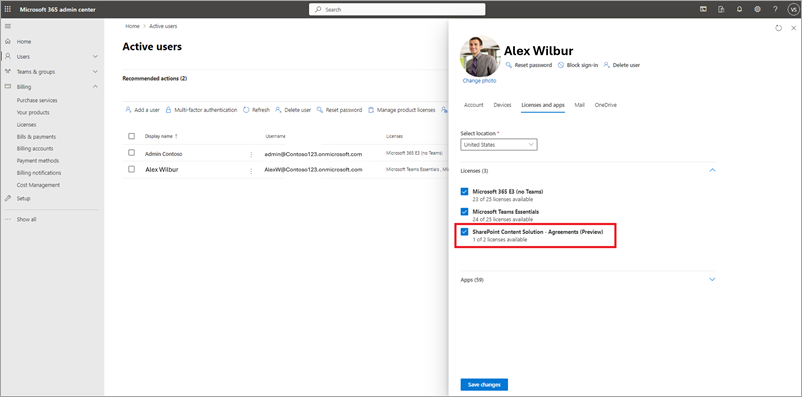 Microsoft 365 admin center
Search
VS
Home
Users
Teams & groups
Billing
Purchase services
Your products
Licenses
Bills & payments
Billing accounts
Payment methods
Billing notifications
Cost Management
Setup
Show all
Home > Active users
Active users
Recommended actions (2)
Add a user Multi-factor authentication Refresh Delete user Reset password Manage product licenses
Display name ↑ Username Licenses
Admin Contoso admin@Contoso123.onmicrosoft.com Microsoft 365 E3 (no Teams)
Alex Wilbur AlexW@Contoso123.onmicrosoft.com Microsoft Teams Essentials , Mi
Alex Wilbur
Reset password Block sign-in Delete user
Change photo
Account Devices Licenses and apps Mail OneDrive
Select location *
United States
Licenses (3)
Microsoft 365 E3 (no Teams)
23 of 25 licenses available
Microsoft Teams Essentials
24 of 25 licenses available
SharePoint Content Solution - Agreements (Preview)
1 of 2 licenses available
Apps (59)
Save changes